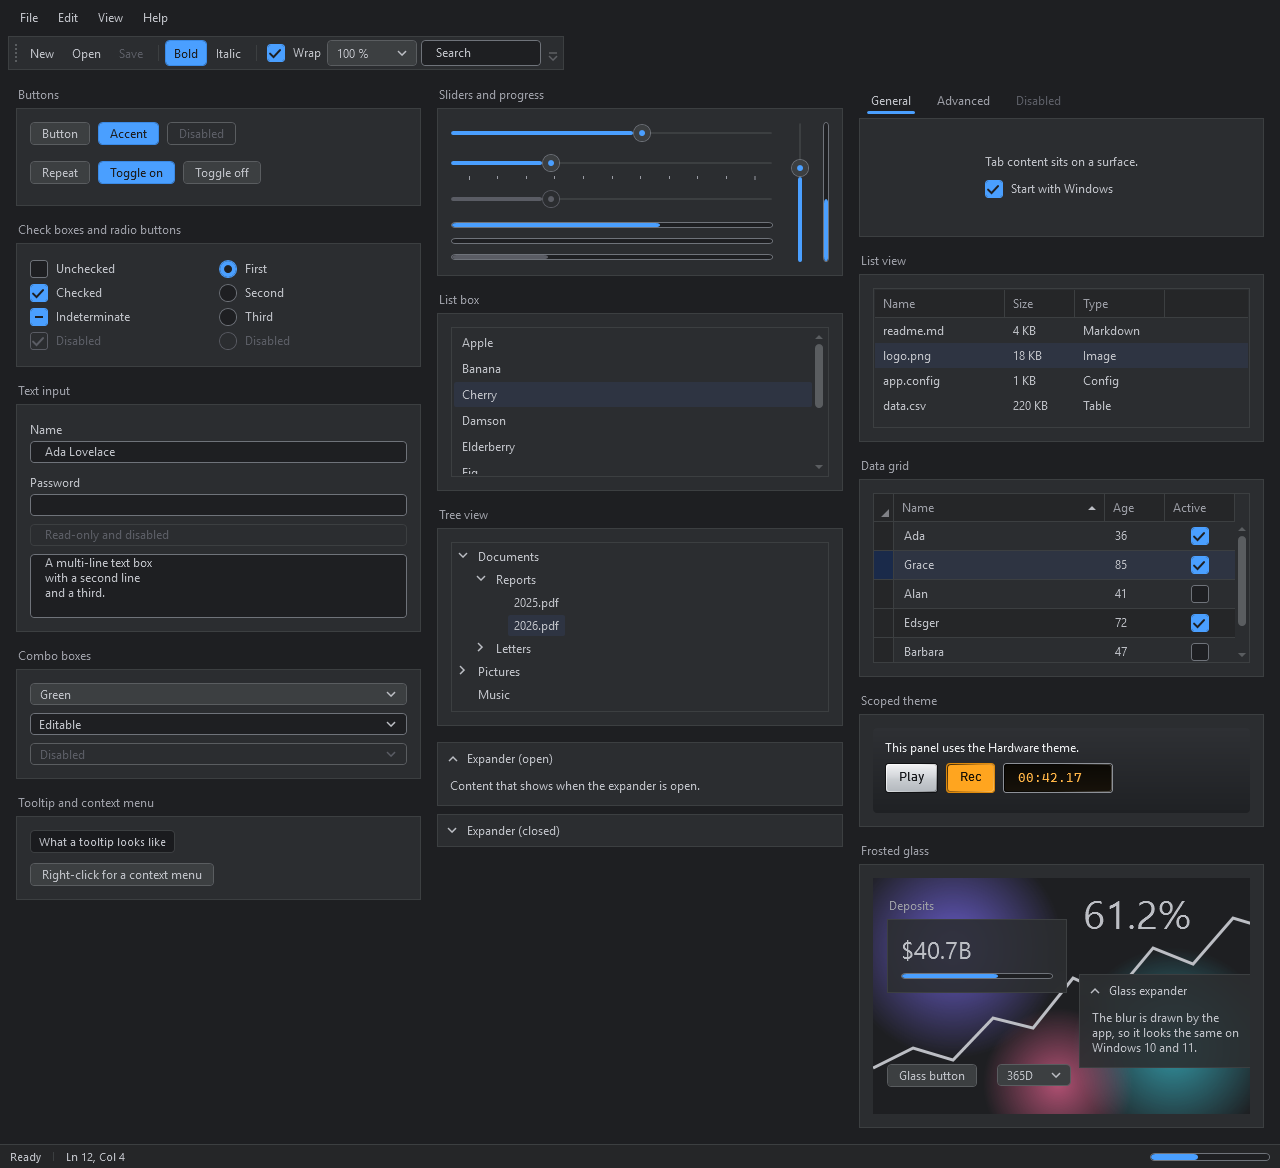 File Edit View Help
New Open Save Bold Italic Wrap 100 % Search
Buttons
Button Accent Disabled
Repeat Toggle on Toggle off
Check boxes and radio buttons
Unchecked First
Checked Second
Indeterminate Third
Disabled Disabled
Text input
Name
Ada Lovelace
Password
Read-only and disabled
A multi-line text box
with a second line
and a third.
Combo boxes
Green
Editable
Disabled
Tooltip and context menu
What a tooltip looks like
Right-click for a context menu
Sliders and progress
List box
Apple
Banana
Cherry
Damson
Elderberry
Fig
Tree view
Documents
Reports
2025.pdf
2026.pdf
Letters
Pictures
Music
Expander (open)
Content that shows when the expander is open.
Expander (closed)
General Advanced Disabled
Tab content sits on a surface.
Start with Windows
List view
Name Size Type
readme.md 4 KB Markdown
logo.png 18 KB Image
app.config 1 KB Config
data.csv 220 KB Table
Data grid
Name Age Active
Ada 36
Grace 85
Alan 41
Edsger 72
Barbara 47
Scoped theme
This panel uses the Hardware theme.
Play Rec 00:42.17
Frosted glass
Deposits
61.2%
$40.7B
Glass expander
The blur is drawn by the
app, so it looks the same on
Windows 10 and 11.
Glass button 365D
Ready Ln 12, Col 4